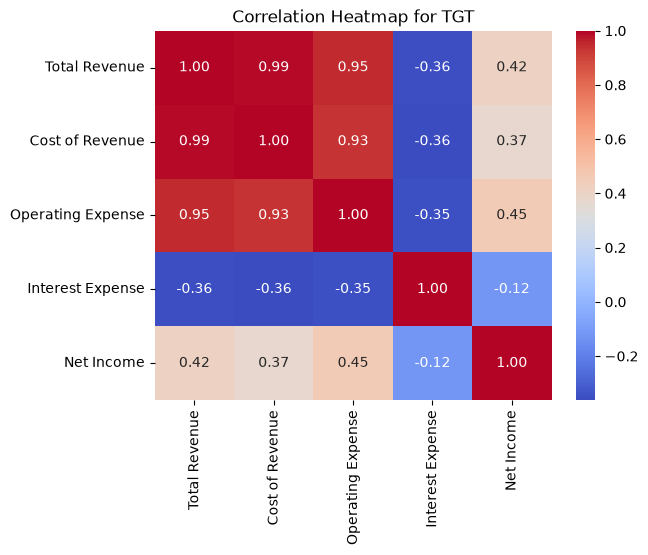 Correlation Heatmap for TGT
Total Revenue 1.00 0.99 0.95 -0.36 0.42
Cost of Revenue 0.99 1.00 0.93 -0.36 0.37
Operating Expense 0.95 0.93 1.00 -0.35 0.45
Interest Expense -0.36 -0.36 -0.35 1.00 -0.12
Net Income 0.42 0.37 0.45 -0.12 1.00
Total Revenue
Cost of Revenue
Operating Expense
Interest Expense
Net Income
1.0
0.8
0.6
0.4
0.2
0.0
−0.2